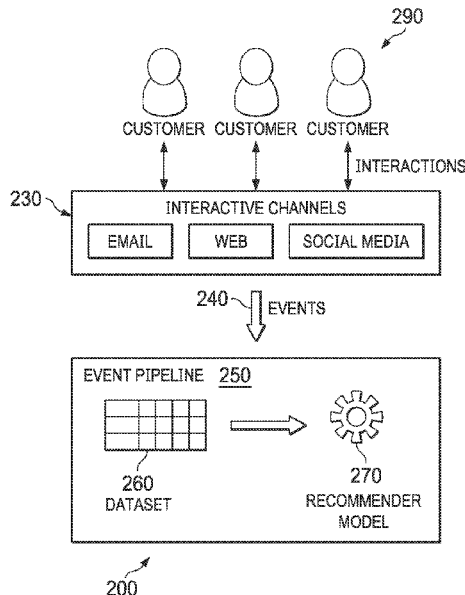 290
CUSTOMER CUSTOMER CUSTOMER
INTERACTIONS
230
INTERACTIVE CHANNELS
EMAIL WEB SOCIAL MEDIA
240
EVENTS
EVENT PIPELINE 250
260
DATASET
270
RECOMMENDER
MODEL
200